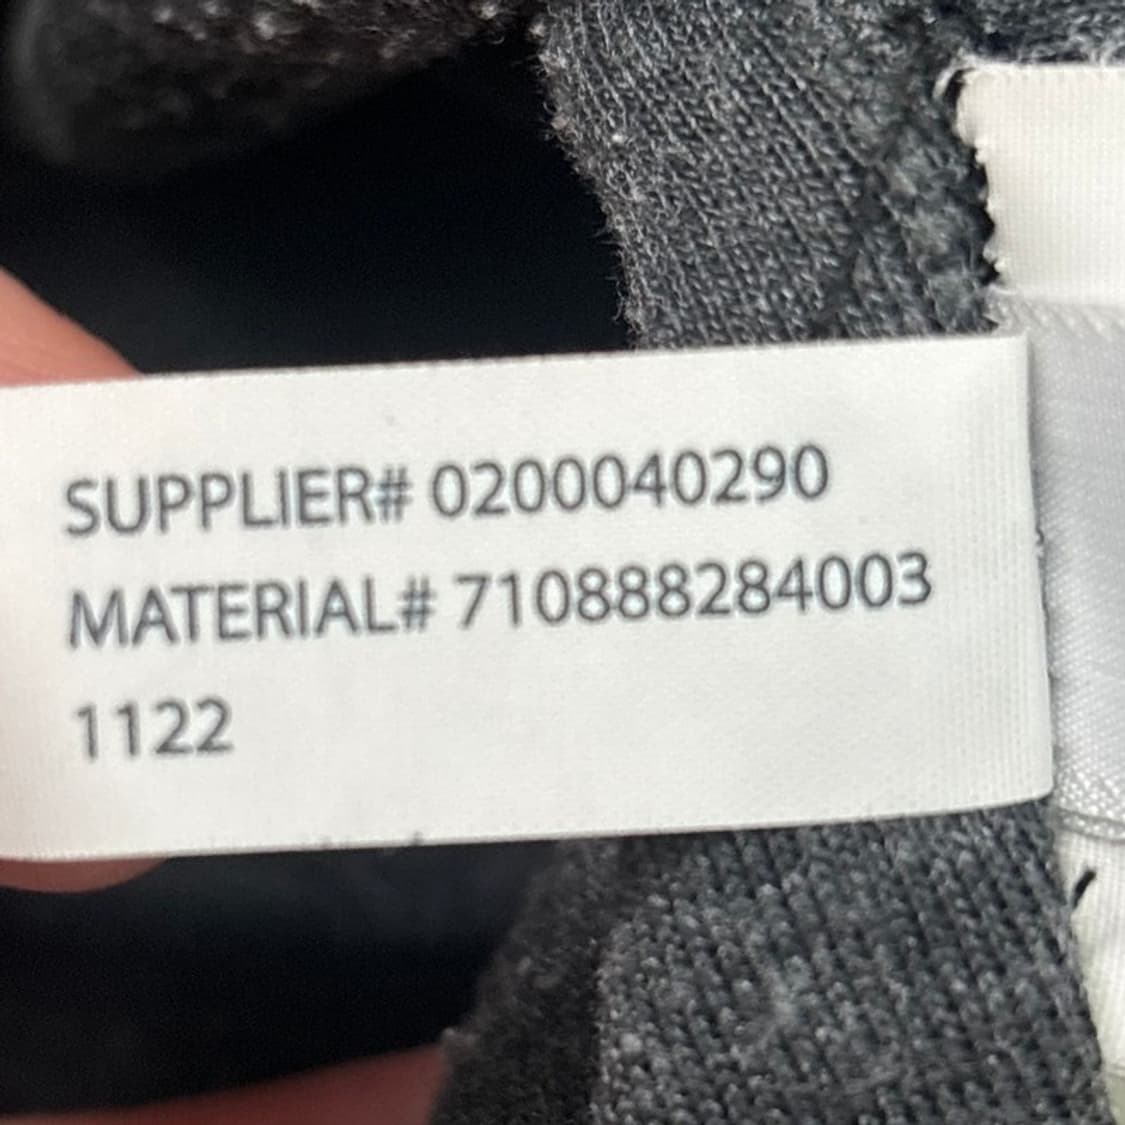 SUPPLIER# 0200040290
MATERIAL# 710888284003
1122